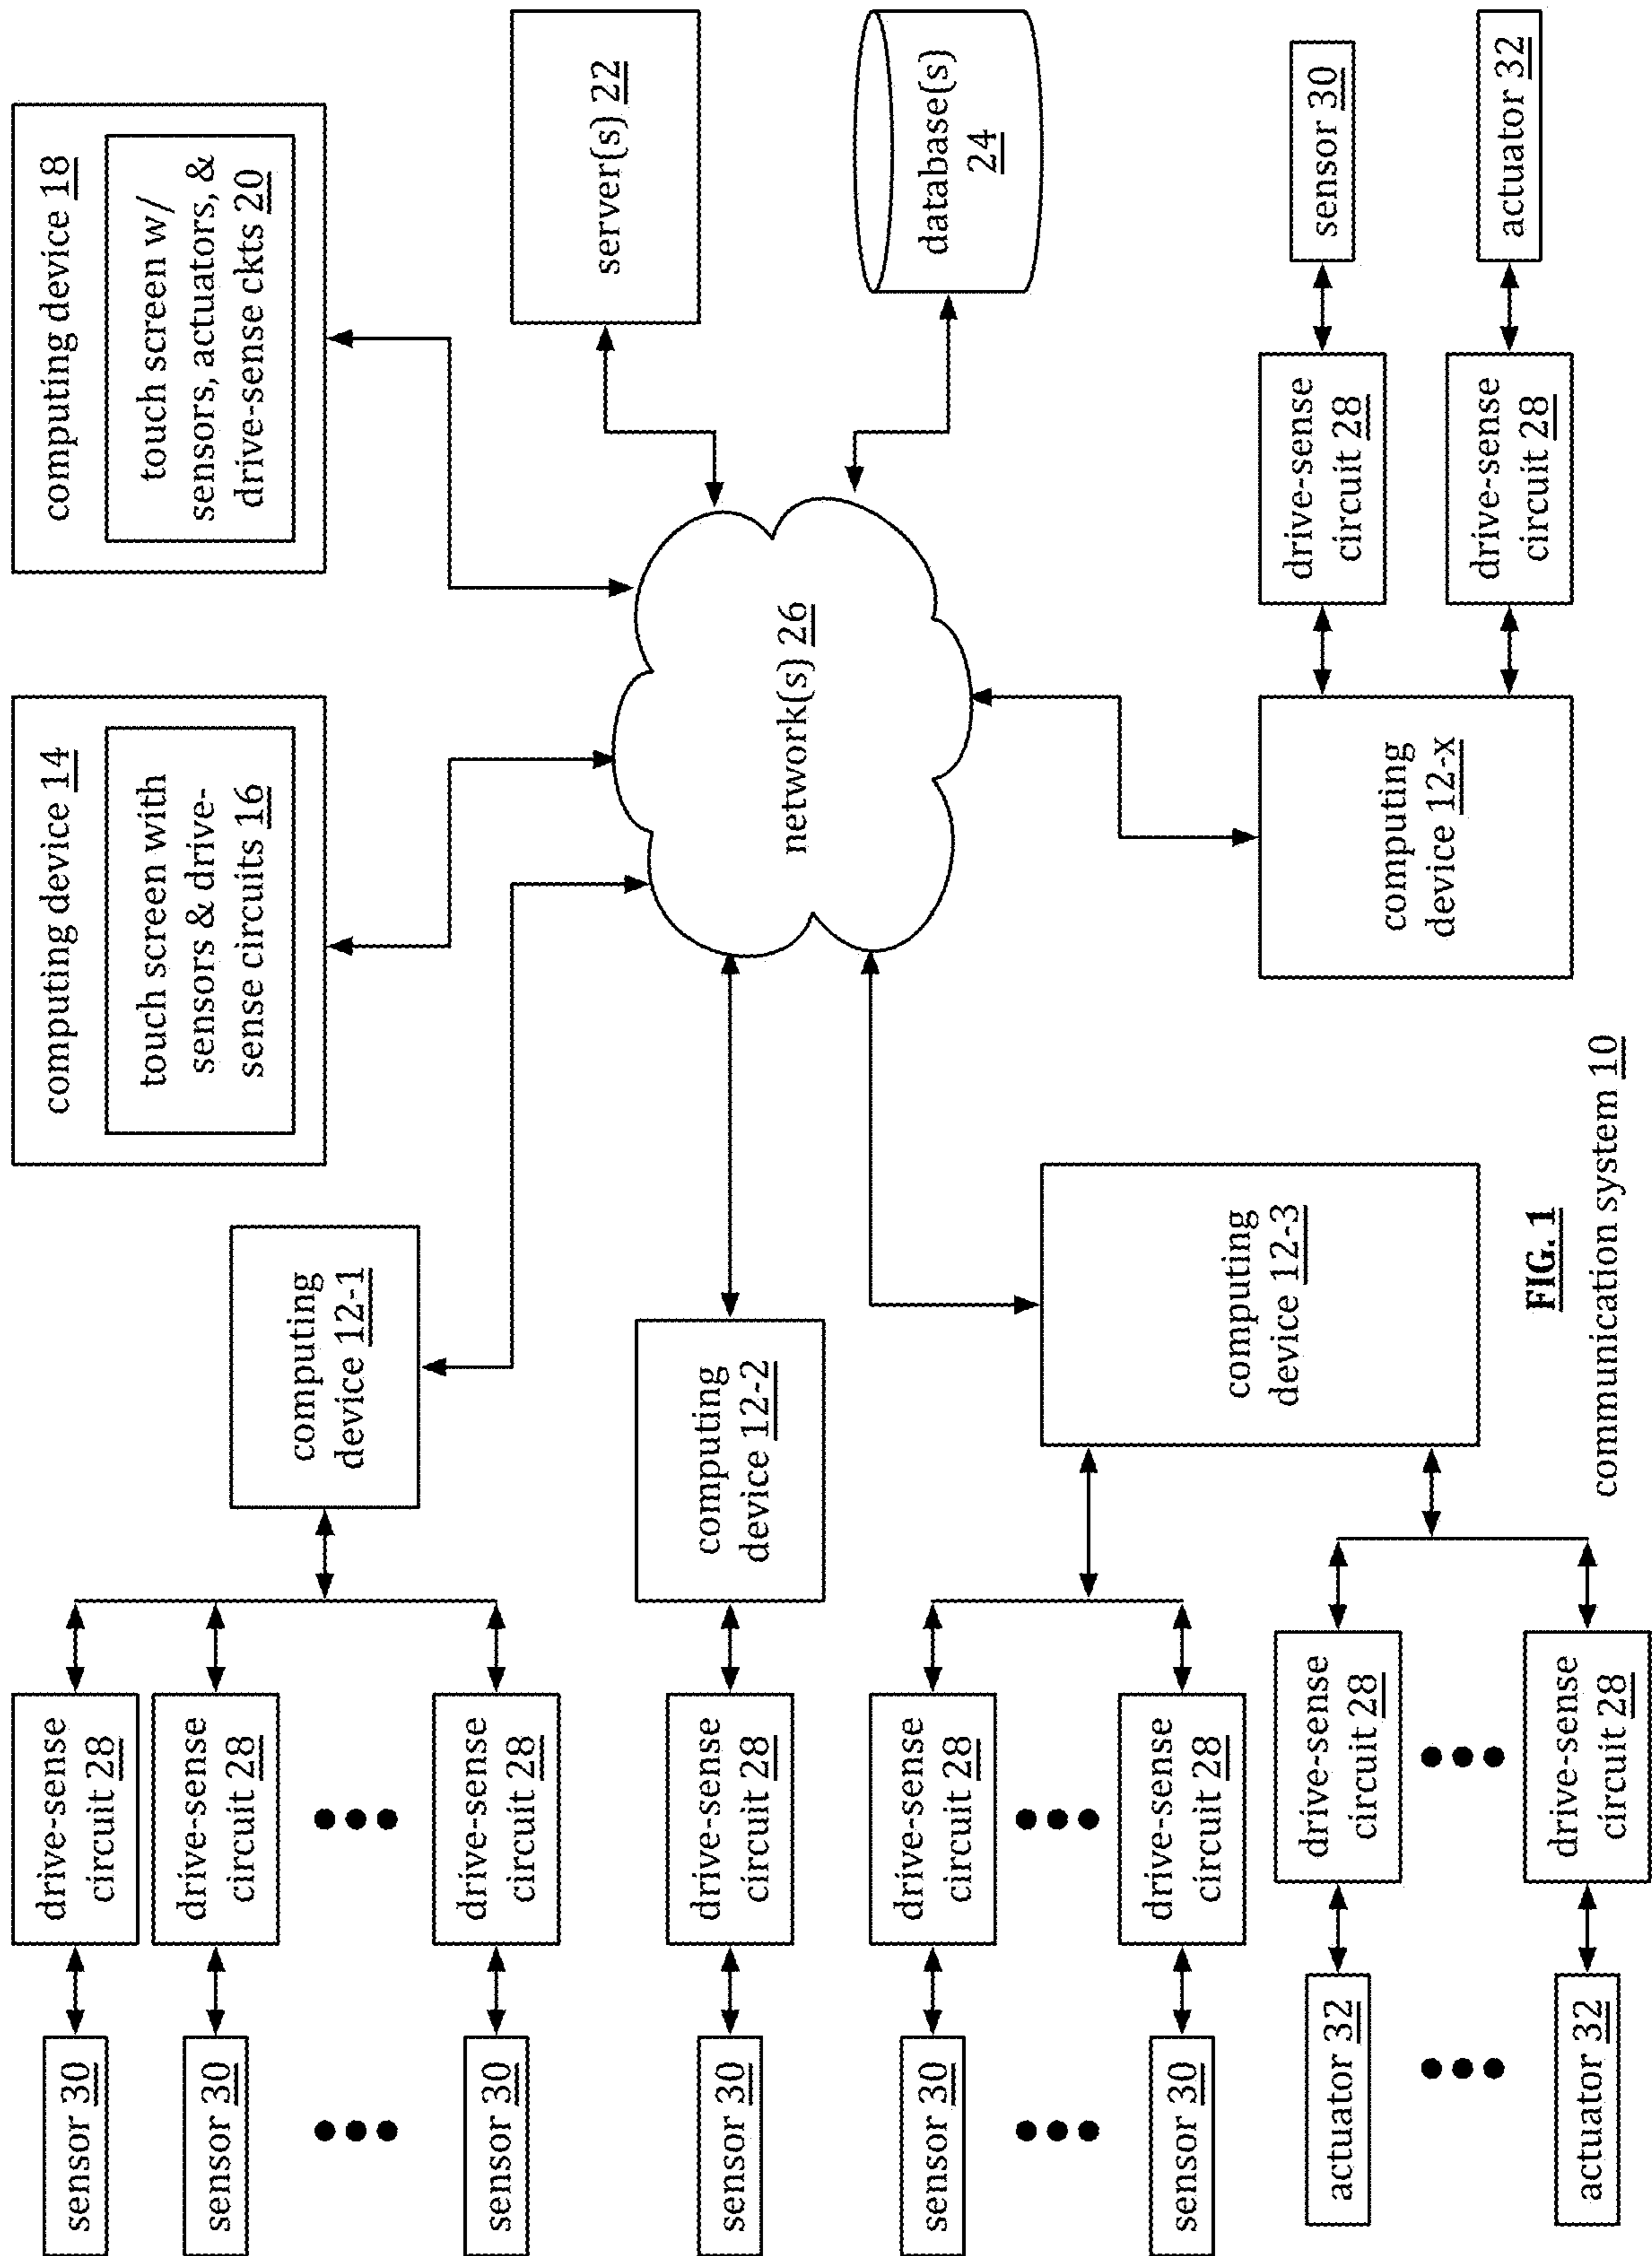 sensor 30
drive-sense
circuit 28
sensor 30
drive-sense
circuit 28
sensor 30
drive-sense
circuit 28
computing
device 12-1
computing device 14
touch screen with
sensors & drive-
sense circuits 16
computing device 18
touch screen w/
sensors, actuators, &
drive-sense ckts 20
sensor 30
drive-sense
circuit 28
computing
device 12-2
network(s) 26
server(s) 22
database(s)
24
sensor 30
drive-sense
circuit 28
sensor 30
drive-sense
circuit 28
computing
device 12-3
actuator 32
drive-sense
circuit 28
actuator 32
drive-sense
circuit 28
computing
device 12-x
drive-sense
circuit 28
sensor 30
drive-sense
circuit 28
actuator 32
FIG. 1
communication system 10